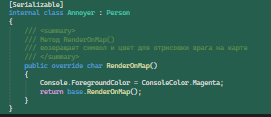 [Serializable]
internal class Annoyer : Person
{
/// <summary>
/// Метод RenderOnMap()
/// возвращает символ и цвет для отрисовки врага на карте
/// </summary>
public override char RenderOnMap()
{
Console.ForegroundColor = ConsoleColor.Magenta;
return base.RenderOnMap();
}
}